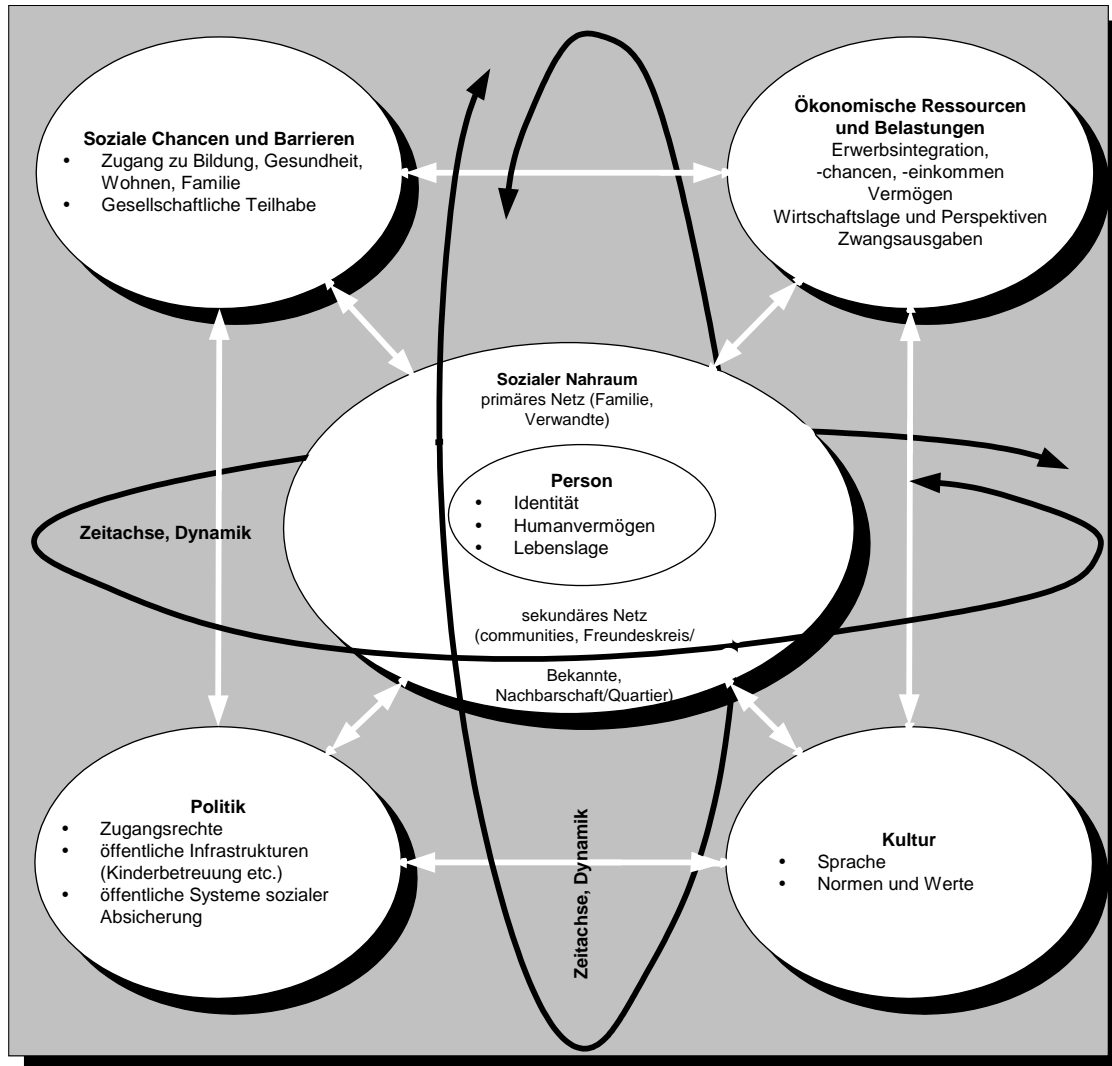 Soziale Chancen und Barrieren
• Zugang zu Bildung, Gesundheit,
Wohnen, Familie
• Gesellschaftliche Teilhabe
Ökonomische Ressourcen
und Belastungen
Erwerbsintegration,
-chancen, -einkommen
Vermögen
Wirtschaftslage und Perspektiven
Zwangsausgaben
Sozialer Nahraum
primäres Netz (Familie,
Verwandte)
Person
• Identität
• Humanvermögen
• Lebenslage
Zeitachse, Dynamik
sekundäres Netz
(communities, Freundeskreis/
Bekannte,
Nachbarschaft/Quartier)
Politik
• Zugangsrechte
• öffentliche Infrastrukturen
(Kinderbetreuung etc.)
• öffentliche Systeme sozialer
Absicherung
Zeitachse, Dynamik
Kultur
• Sprache
• Normen und Werte